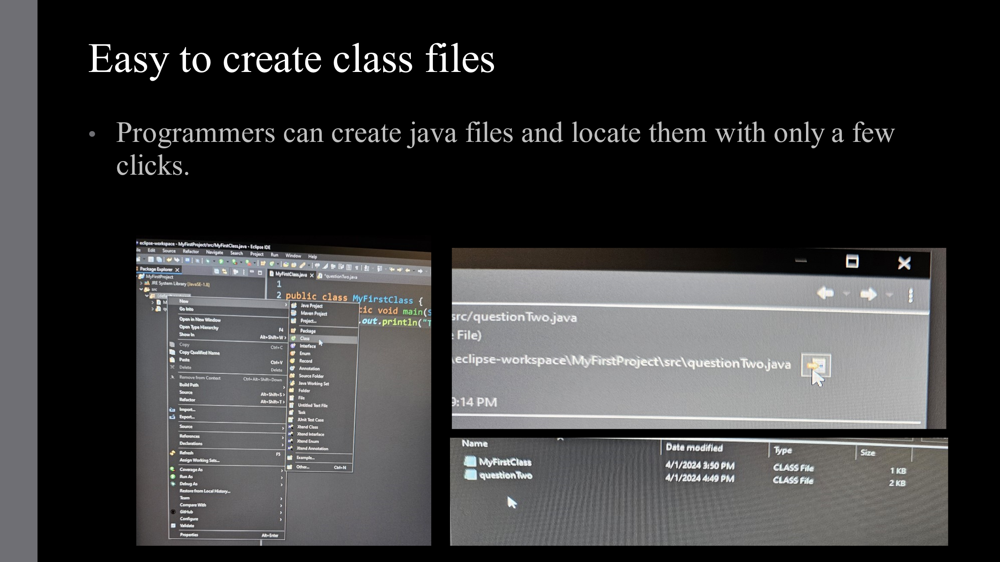 Easy to create class files
• Programmers can create java files and locate them with only a few
clicks.
eclipse-workspace - MyFirstProject/src/MyFirstClass.java - Eclipse IDE
Edit Source Refactor Navigate Search Project Run Window Help
Package Explorer
MyFirstProject
JRE System Library [JavaSE-1.8]
src
MyFirstClass.java *questionTwo.java
1
2 public class MyFirstClass {
tic void main(S
.out.println("T
New
Go Into
Open in New Window
Open Type Hierarchy F4
Show In Alt+Shift+W >
Copy Ctrl+C
Copy Qualified Name
Paste Ctrl+V
Delete Delete
Remove from Context Ctrl+Alt+Shift+Down
Build Path
Source Alt+Shift+S >
Refactor Alt+Shift+T >
Import...
Export...
Source
References
Declarations
Refresh F5
Assign Working Sets...
Coverage As
Run As
Debug As
Restore from Local History...
Team
Compare With
GitHub
Configure
Validate
Properties Alt+Enter
Java Project
Maven Project
Project...
Package
Class
Interface
Enum
Record
Annotation
Source Folder
Java Working Set
Folder
File
Untitled Text File
Task
JUnit Test Case
Xtend Class
Xtend Interface
Xtend Enum
Xtend Annotation
Example...
Other... Ctrl+N
src/questionTwo.java
File)
\eclipse-workspace\MyFirstProject\src\questionTwo.java
9:14 PM
Name Date modified Type Size
MyFirstClass 4/1/2024 3:50 PM CLASS File 1 KB
questionTwo 4/1/2024 4:49 PM CLASS File 2 KB